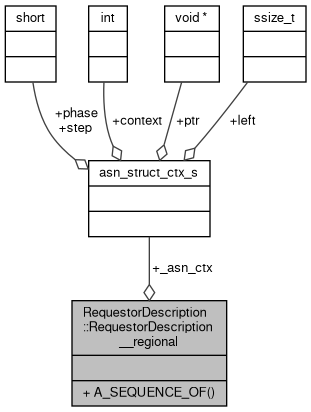 short
int
void *
ssize_t
+phase
+step
+context
+ptr
+left
asn_struct_ctx_s
+_asn_ctx
RequestorDescription
::RequestorDescription
__regional
+ A_SEQUENCE_OF()